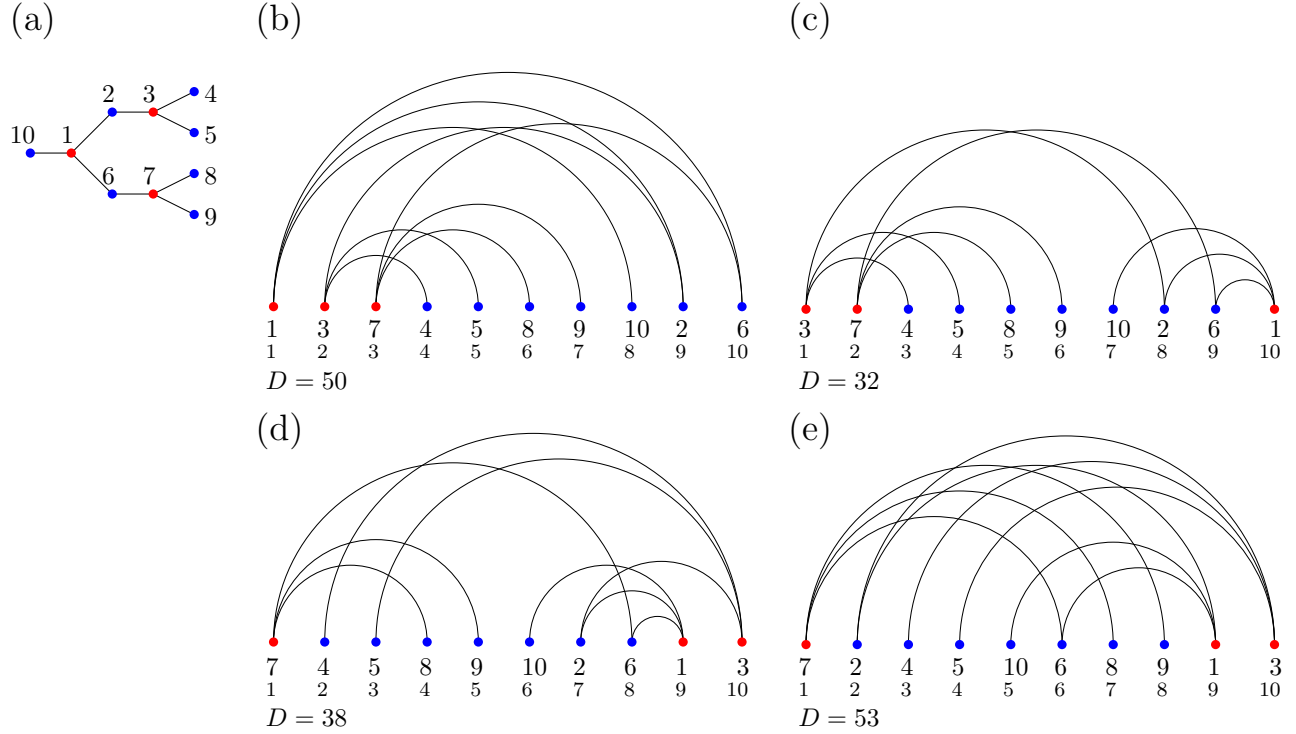 (a)
10 1 2 3 4
5
6 7 8
9
(b)
1 3 7 4 5 8 9 10 2 6
1 2 3 4 5 6 7 8 9 10
D = 50
(c)
3 7 4 5 8 9 10 2 6 1
1 2 3 4 5 6 7 8 9 10
D = 32
(d)
7 4 5 8 9 10 2 6 1 3
1 2 3 4 5 6 7 8 9 10
D = 38
(e)
7 2 4 5 10 6 8 9 1 3
1 2 3 4 5 6 7 8 9 10
D = 53